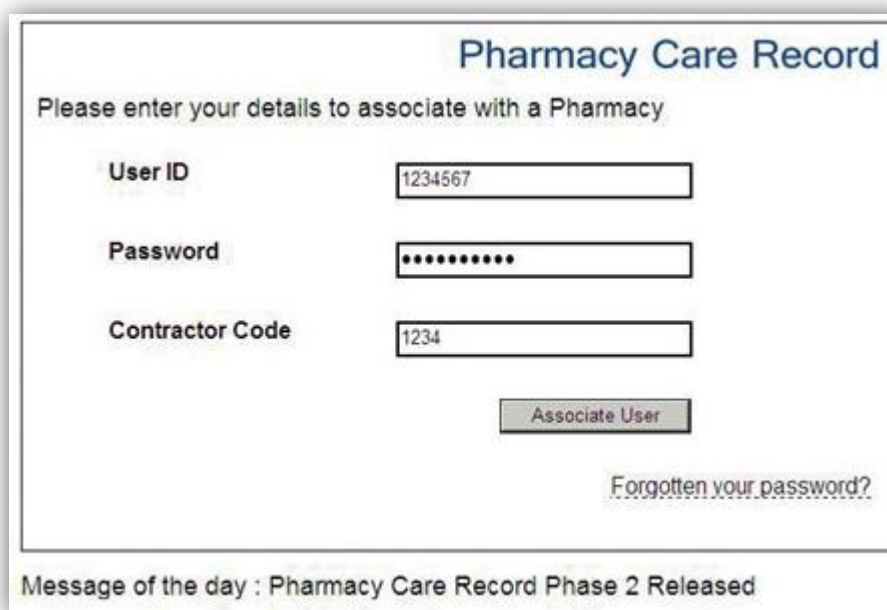 Pharmacy Care Record
Please enter your details to associate with a Pharmacy
User ID
1234567
Password
••••••••••
Contractor Code
1234
Associate User
Forgotten your password?
Message of the day : Pharmacy Care Record Phase 2 Released